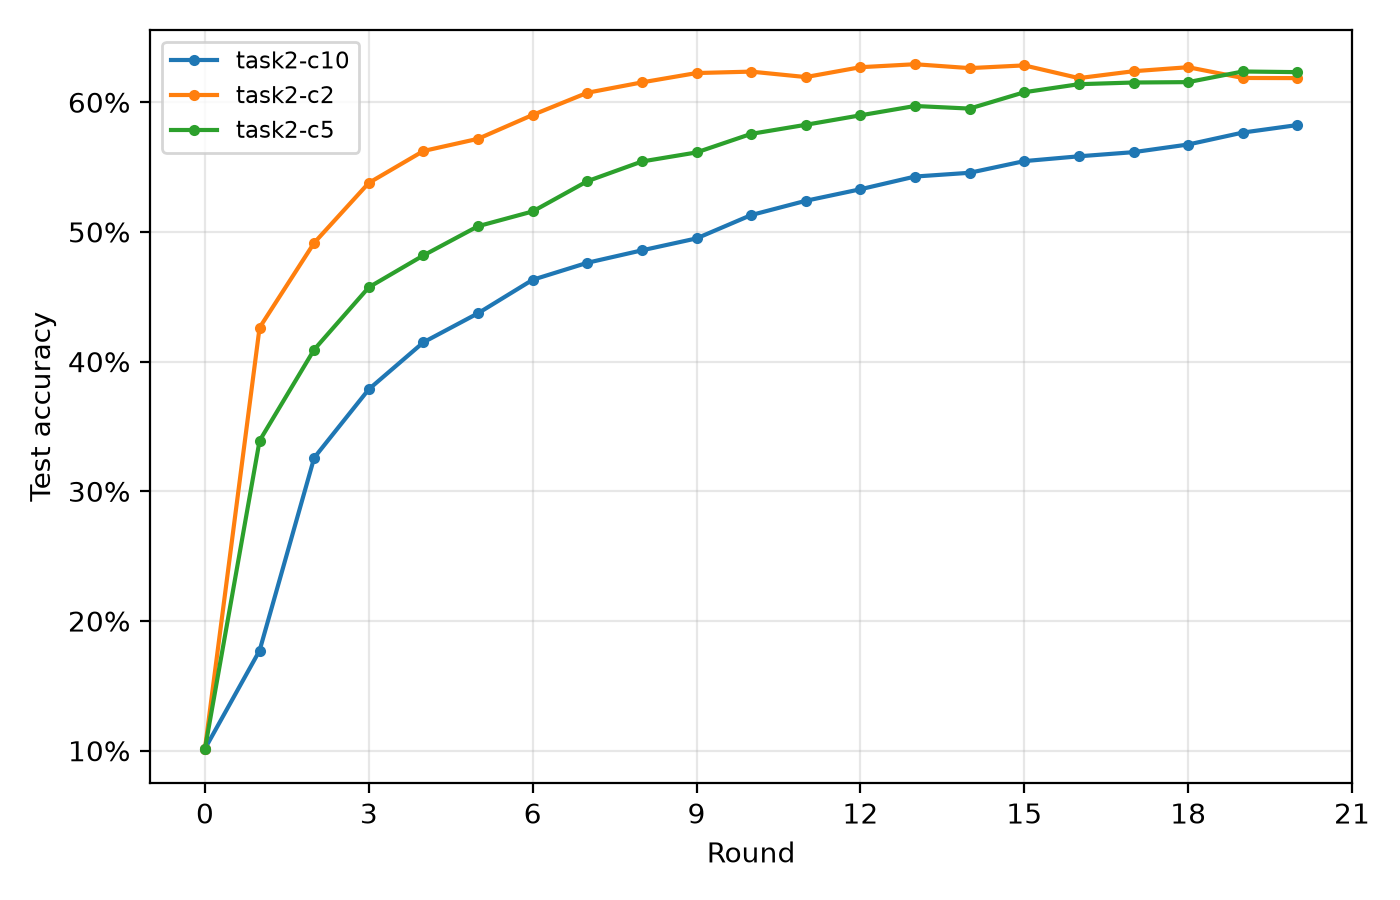 task2-c10
task2-c2
task2-c5
60%
50%
40%
30%
20%
10%
Test accuracy
0 3 6 9 12 15 18 21
Round